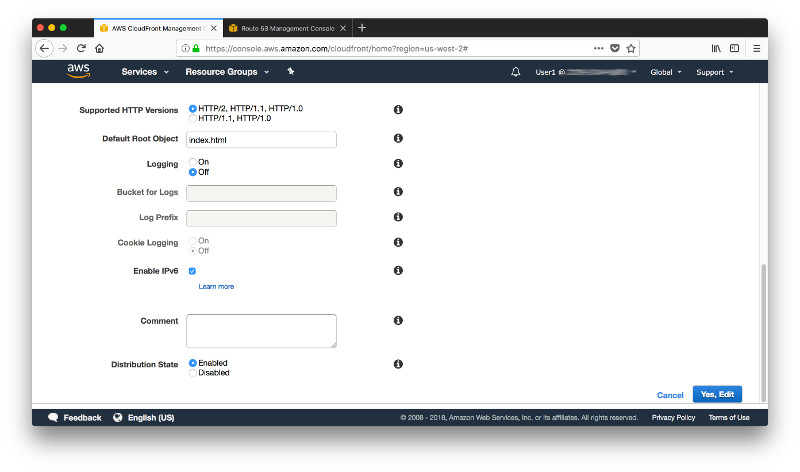 AWS CloudFront Management C
Route 53 Management Console
https://console.aws.amazon.com/cloudfront/home?region=us-west-2#
aws
Services
Resource Groups
User1 @
Global
Support
Supported HTTP Versions
HTTP/2, HTTP/1.1, HTTP/1.0
HTTP/1.1, HTTP/1.0
Default Root Object
index.html
Logging
On
Off
Bucket for Logs
Log Prefix
Cookie Logging
On
Off
Enable IPv6
Learn more
Comment
Distribution State
Enabled
Disabled
Cancel
Yes, Edit
Feedback
English (US)
© 2008 - 2018, Amazon Web Services, Inc. or its affiliates. All rights reserved.
Privacy Policy
Terms of Use